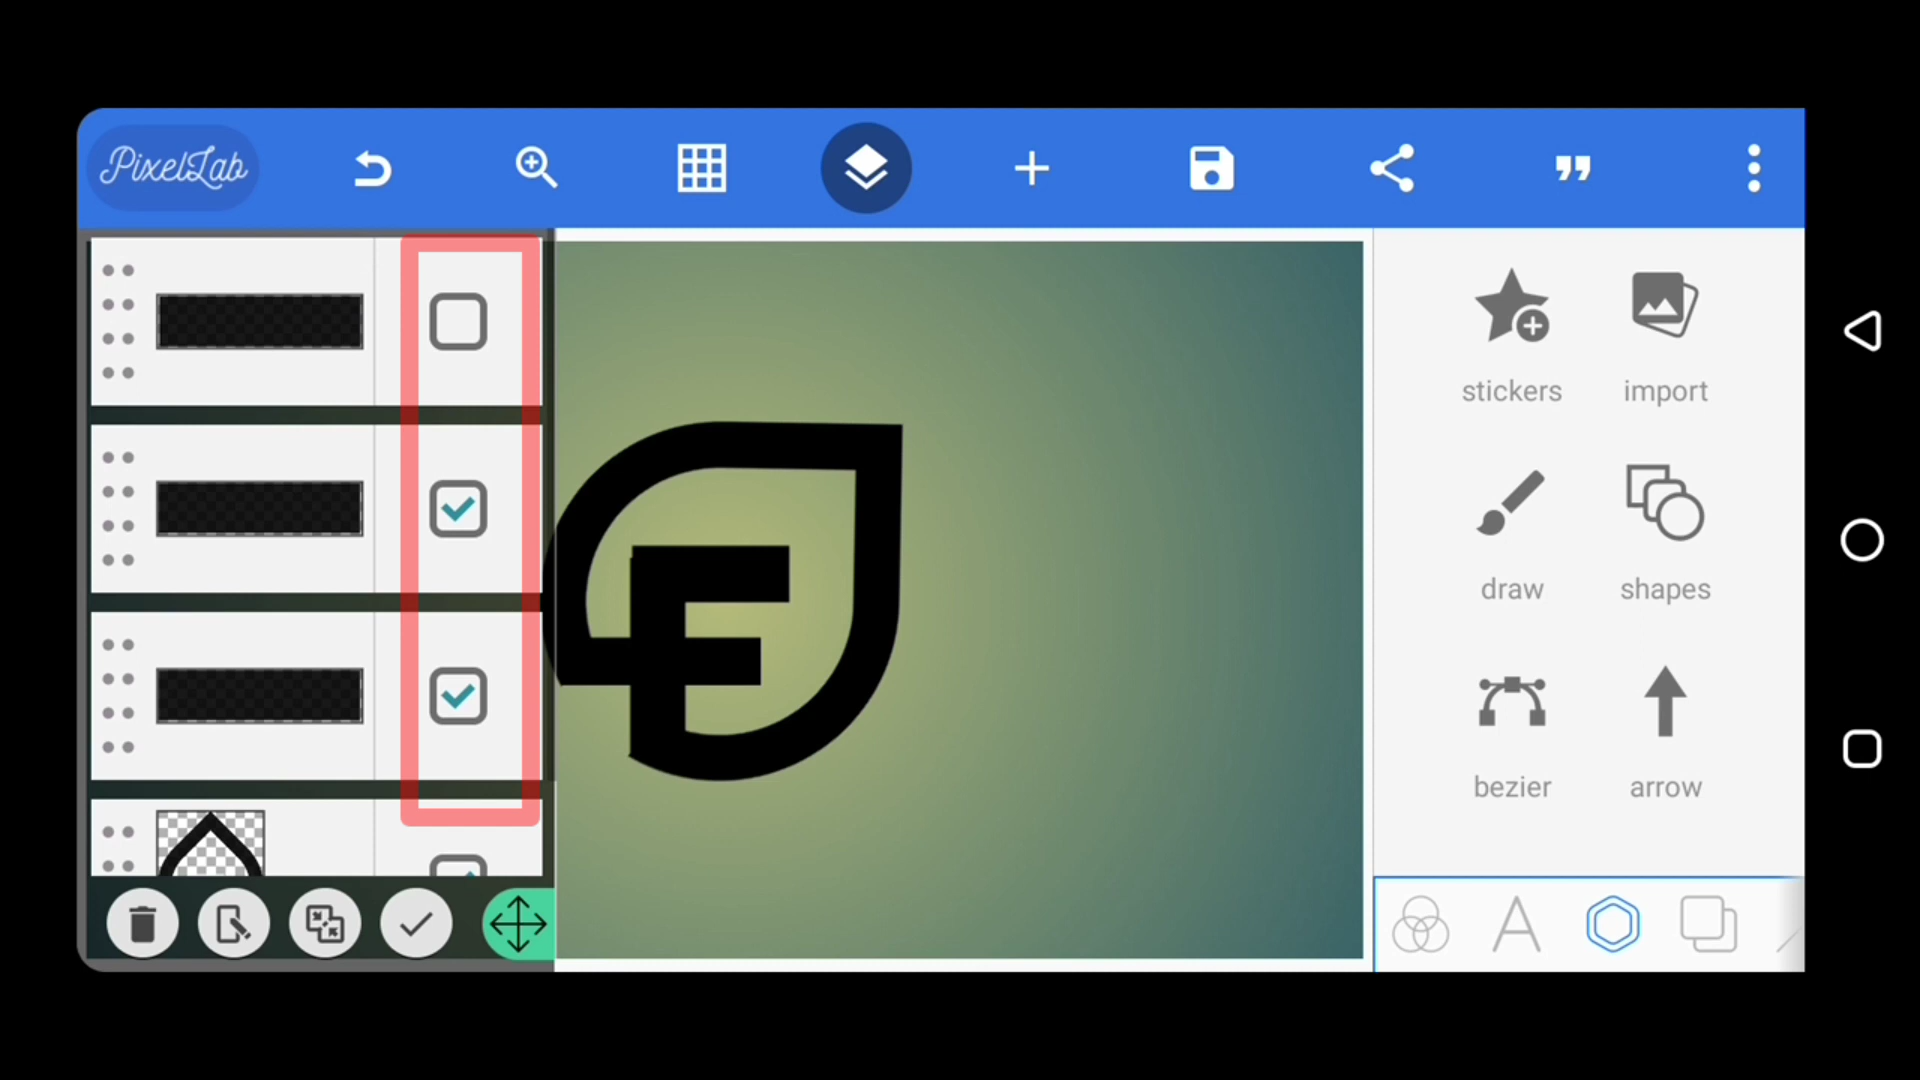 PixelLab
stickers
import
draw
shapes
bezier
arrow